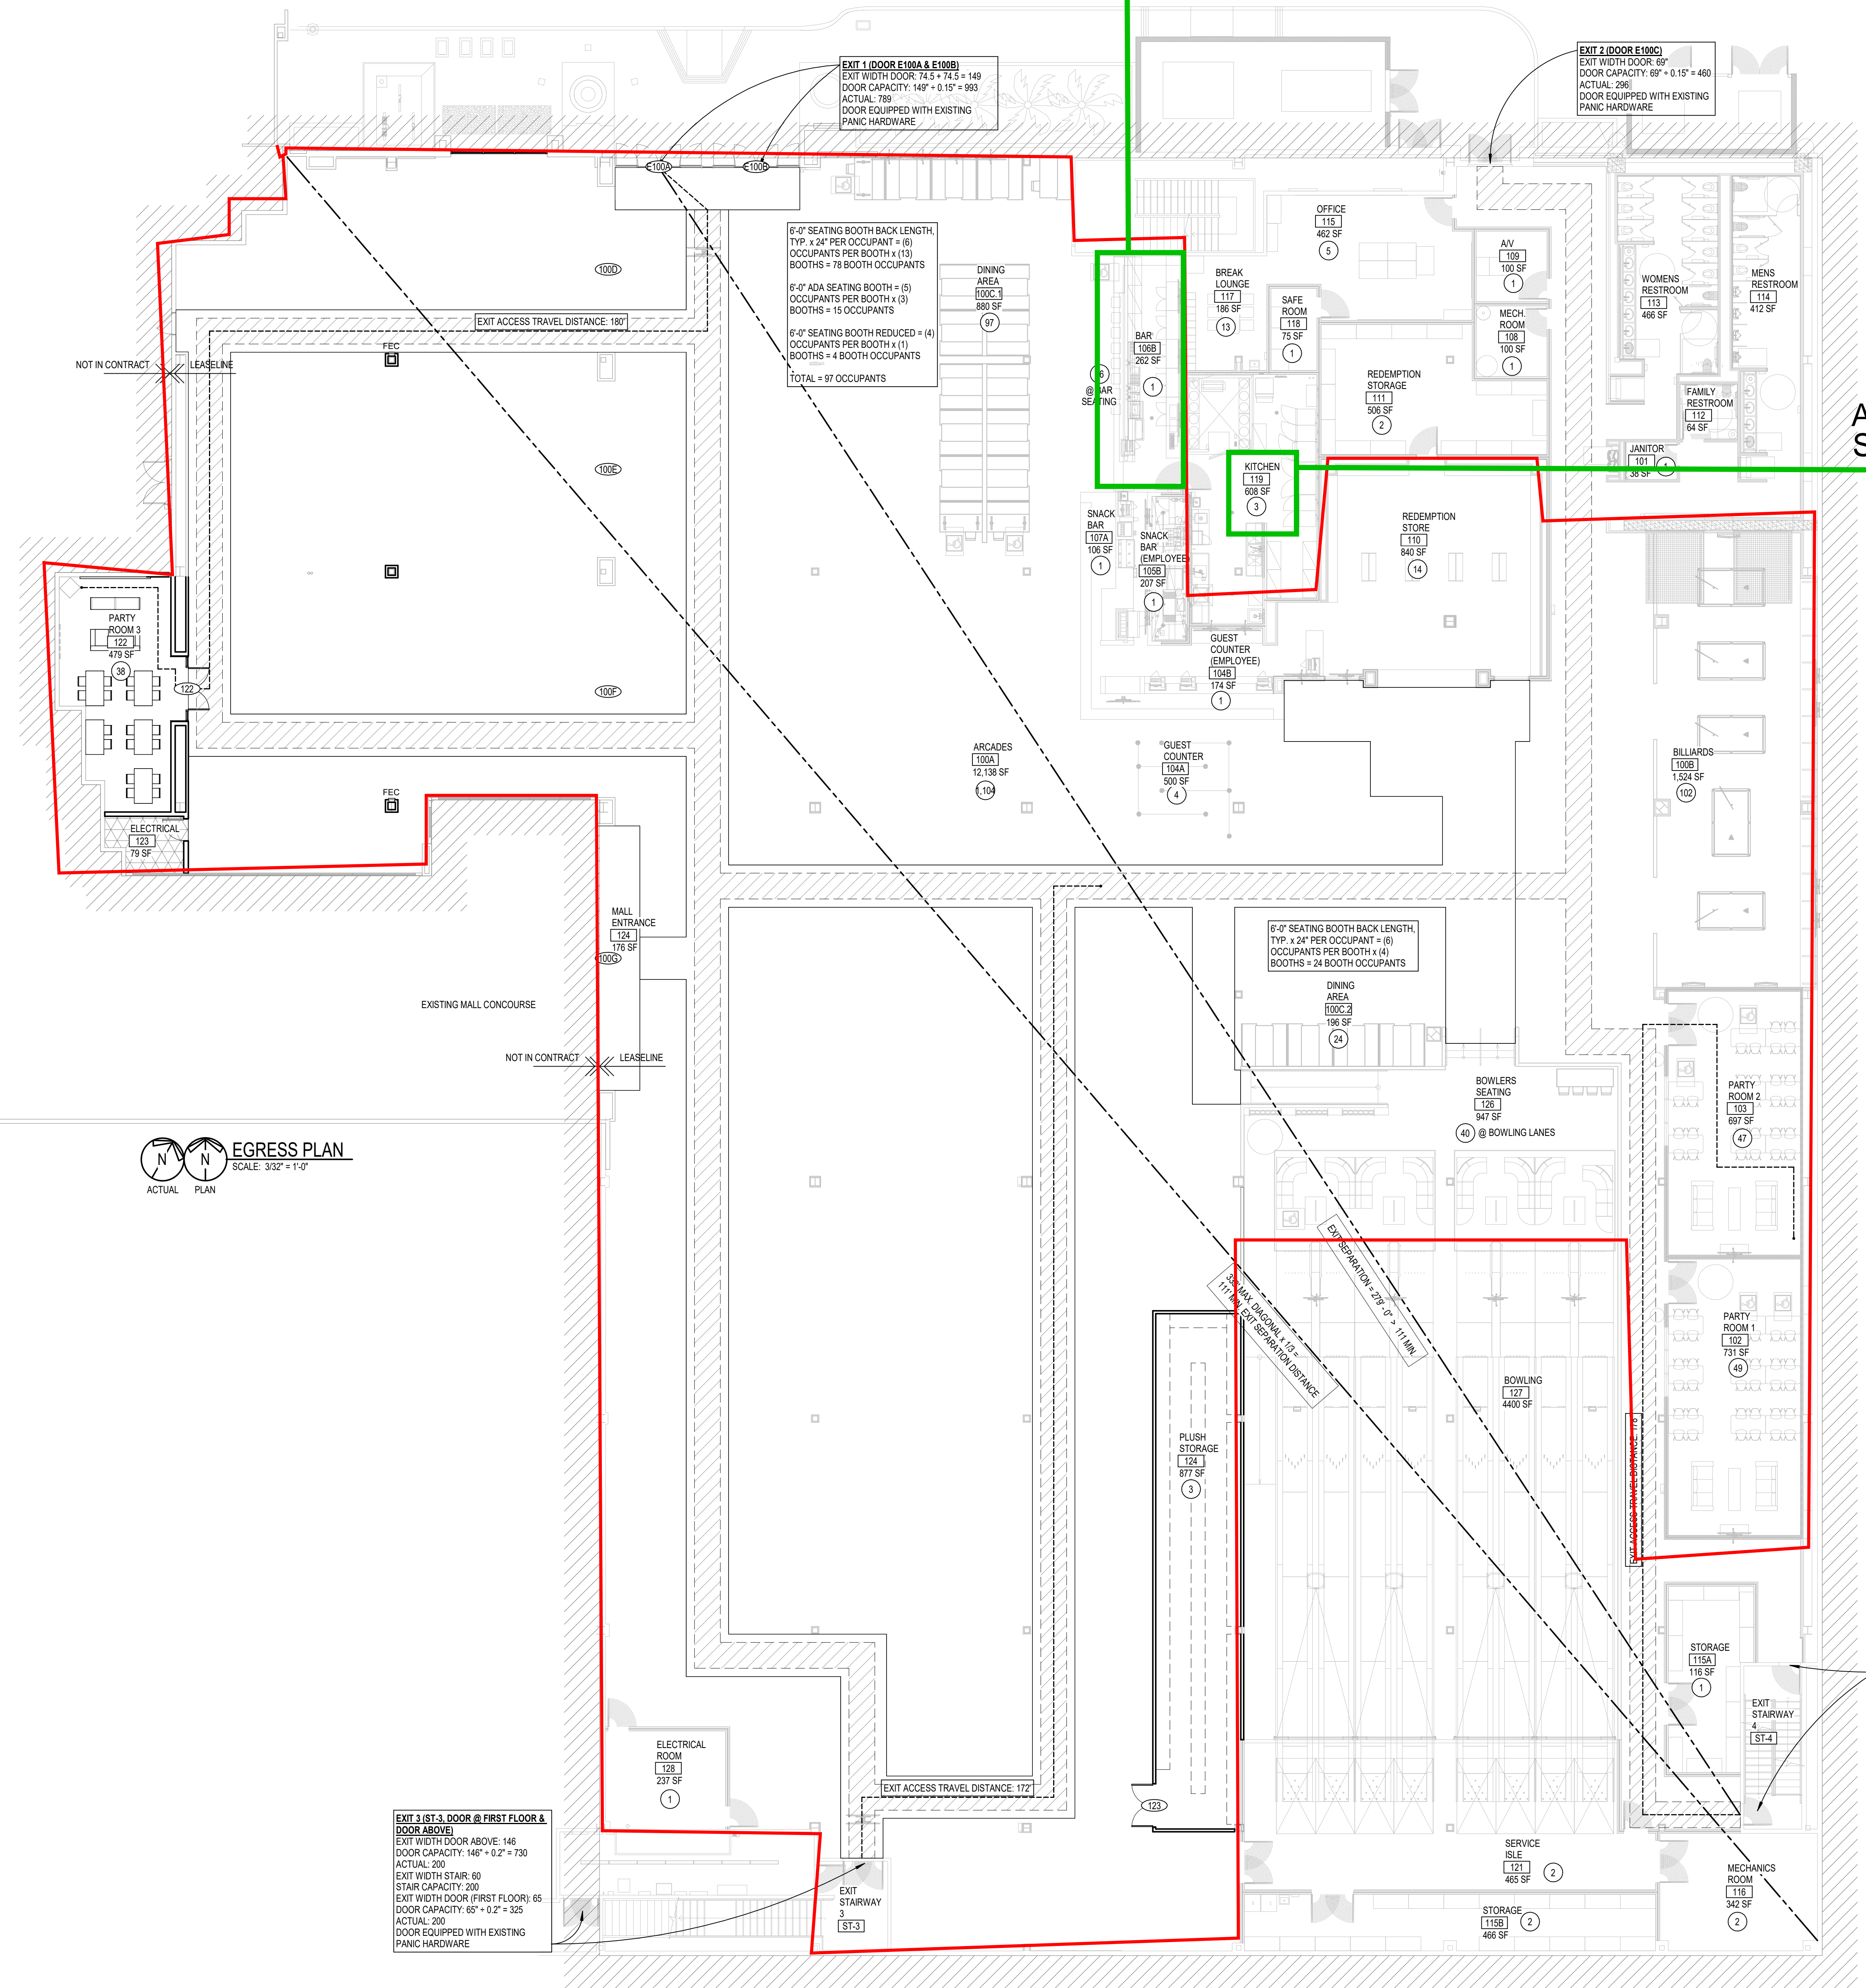 EXIT 1 (DOOR E100A & E100B)
EXIT WIDTH DOOR: 74.5 + 74.5 = 149
DOOR CAPACITY: 149" ÷ 0.15" = 993
ACTUAL: 789
DOOR EQUIPPED WITH EXISTING
PANIC HARDWARE
EXIT 2 (DOOR E100C)
EXIT WIDTH DOOR: 69"
DOOR CAPACITY: 69" ÷ 0.15" = 460
ACTUAL: 296
DOOR EQUIPPED WITH EXISTING
PANIC HARDWARE
E100A
E100B
100D
6'-0" SEATING BOOTH BACK LENGTH,
TYP. x 24" PER OCCUPANT = (6)
OCCUPANTS PER BOOTH x (13)
BOOTHS = 78 BOOTH OCCUPANTS
6'-0" ADA SEATING BOOTH = (5)
OCCUPANTS PER BOOTH x (3)
BOOTHS = 15 OCCUPANTS
6'-0" SEATING BOOTH REDUCED = (4)
OCCUPANTS PER BOOTH x (1)
BOOTHS = 4 BOOTH OCCUPANTS
TOTAL = 97 OCCUPANTS
DINING
AREA
100C.1
880 SF
97
OFFICE
115
462 SF
5
BREAK
LOUNGE
117
186 SF
13
SAFE
ROOM
118
75 SF
1
A/V
109
100 SF
1
MECH.
ROOM
108
100 SF
1
WOMENS
RESTROOM
113
466 SF
MENS
RESTROOM
114
412 SF
EXIT ACCESS TRAVEL DISTANCE: 180'
FEC
NOT IN CONTRACT
LEASELINE
BAR
106B
262 SF
1
@ BAR
SEATING
REDEMPTION
STORAGE
111
506 SF
2
FAMILY
RESTROOM
112
64 SF
JANITOR
101
38 SF
1
A
S
100E
KITCHEN
119
608 SF
3
SNACK
BAR
107A
106 SF
1
SNACK
BAR
(EMPLOYEE
105B
207 SF
1
REDEMPTION
STORE
110
840 SF
14
PARTY
ROOM 3
122
479 SF
38
122
100F
GUEST
COUNTER
(EMPLOYEE)
104B
174 SF
1
ARCADES
100A
12,138 SF
1,104
GUEST
COUNTER
104A
500 SF
4
BILLIARDS
100B
1,524 SF
102
FEC
ELECTRICAL
123
79 SF
MALL
ENTRANCE
124
176 SF
100G
EXISTING MALL CONCOURSE
6'-0" SEATING BOOTH BACK LENGTH,
TYP. x 24" PER OCCUPANT = (6)
OCCUPANTS PER BOOTH x (4)
BOOTHS = 24 BOOTH OCCUPANTS
DINING
AREA
100C.2
196 SF
24
NOT IN CONTRACT
LEASELINE
BOWLERS
SEATING
126
947 SF
40 @ BOWLING LANES
PARTY
ROOM 2
103
697 SF
47
N
N
ACTUAL
PLAN
EGRESS PLAN
SCALE: 3/32" = 1'-0"
EXIT SEPARATION = 279' - 0" > 111 MIN.
MAX. DIAGONAL x 1/3 =
111' MIN. EXIT SEPARATION DISTANCE
PARTY
ROOM 1
102
731 SF
49
BOWLING
127
4400 SF
PLUSH
STORAGE
124
877 SF
3
EXIT ACCESS TRAVEL DISTANCE: 178'
STORAGE
115A
116 SF
1
EXIT
STAIRWAY
4
ST-4
ELECTRICAL
ROOM
128
237 SF
1
EXIT ACCESS TRAVEL DISTANCE: 172'
123
EXIT 3 (ST-3, DOOR @ FIRST FLOOR &
DOOR ABOVE)
EXIT WIDTH DOOR ABOVE: 146
DOOR CAPACITY: 146" ÷ 0.2" = 730
ACTUAL: 200
EXIT WIDTH STAIR: 60
STAIR CAPACITY: 200
EXIT WIDTH DOOR (FIRST FLOOR): 65
DOOR CAPACITY: 65" ÷ 0.2" = 325
ACTUAL: 200
DOOR EQUIPPED WITH EXISTING
PANIC HARDWARE
EXIT
STAIRWAY
3
ST-3
SERVICE
ISLE
121
465 SF
2
STORAGE
115B
466 SF
2
MECHANICS
ROOM
116
342 SF
2